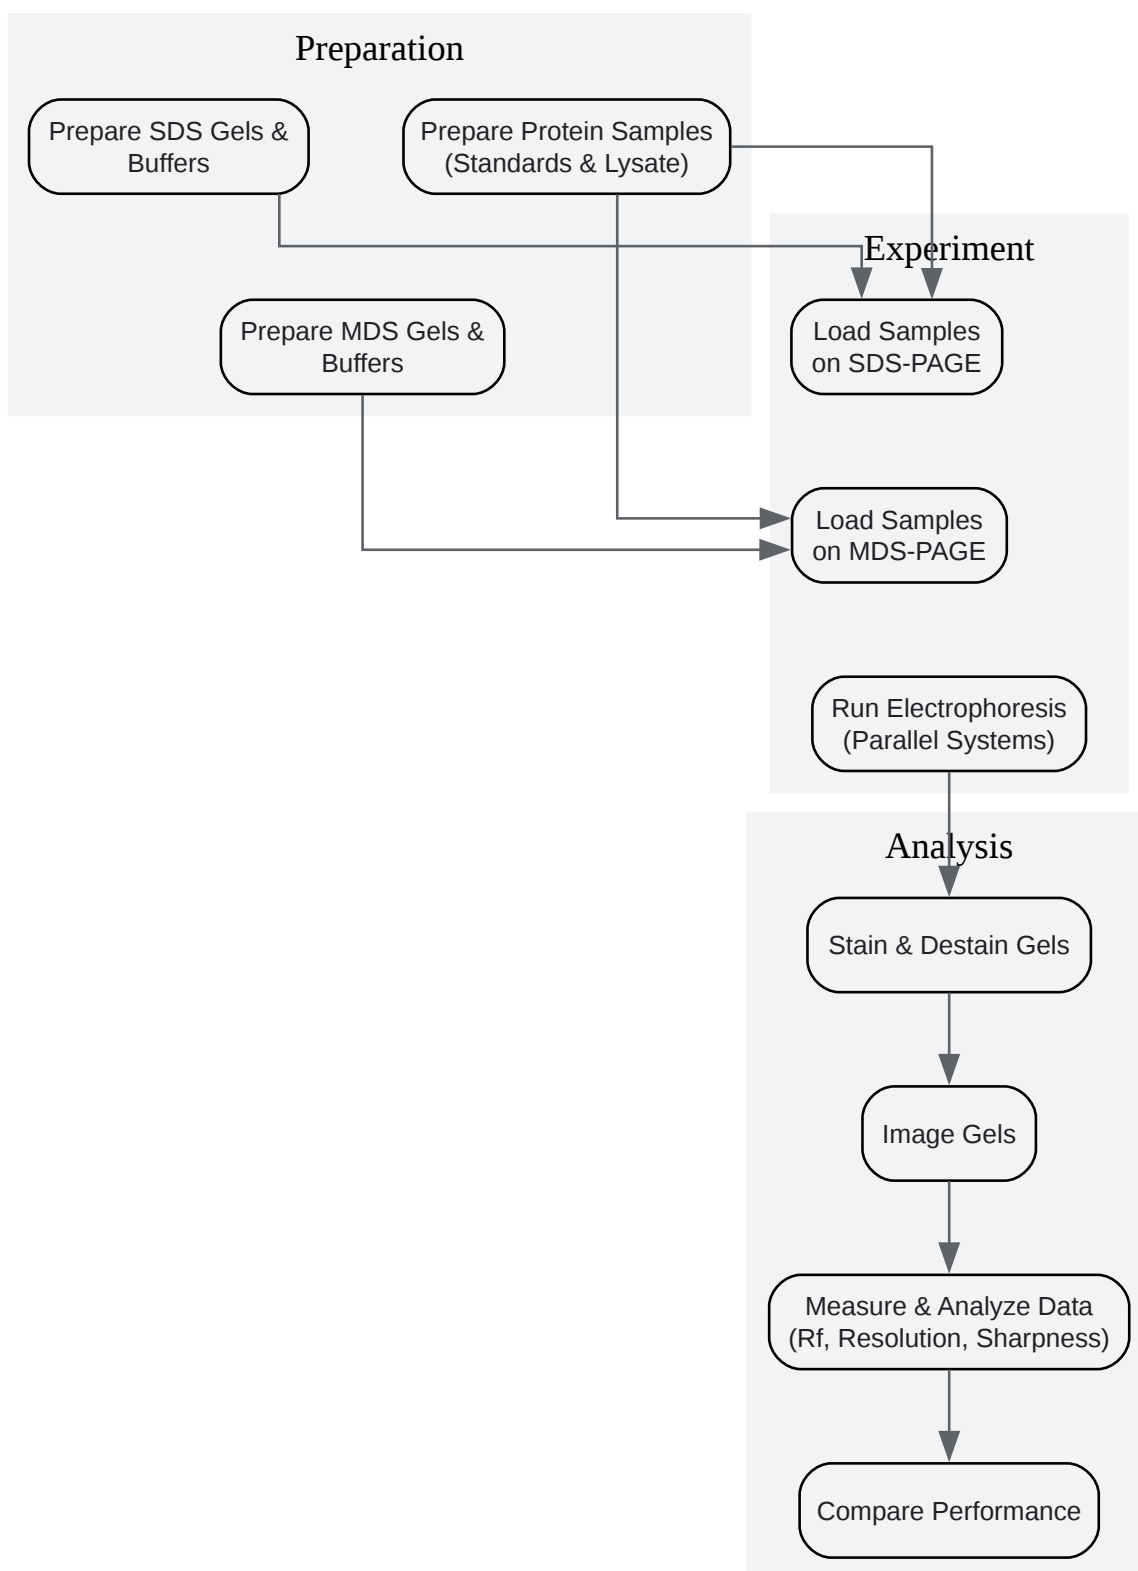 Preparation
Prepare SDS Gels &
Buffers
Prepare Protein Samples
(Standards & Lysate)
Prepare MDS Gels &
Buffers
Experiment
Load Samples
on SDS-PAGE
Load Samples
on MDS-PAGE
Run Electrophoresis
(Parallel Systems)
Analysis
Stain & Destain Gels
Image Gels
Measure & Analyze Data
(Rf, Resolution, Sharpness)
Compare Performance